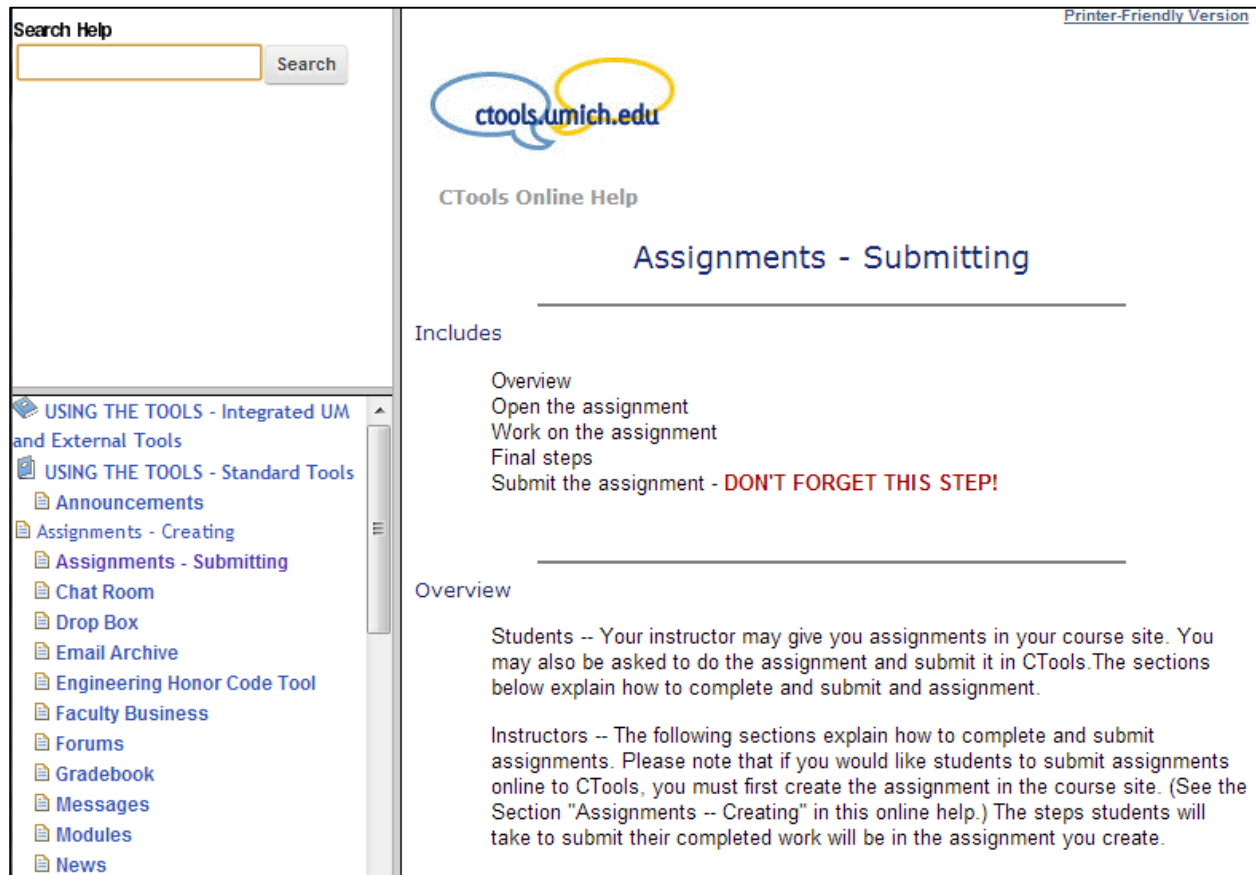 Search Help
Search
USING THE TOOLS - Integrated UM
and External Tools
USING THE TOOLS - Standard Tools
Announcements
Assignments - Creating
Assignments - Submitting
Chat Room
Drop Box
Email Archive
Engineering Honor Code Tool
Faculty Business
Forums
Gradebook
Messages
Modules
News
Printer-Friendly Version
ctools.umich.edu
CTools Online Help
Assignments - Submitting
Includes
Overview
Open the assignment
Work on the assignment
Final steps
Submit the assignment - DON'T FORGET THIS STEP!
Overview
Students -- Your instructor may give you assignments in your course site. You
may also be asked to do the assignment and submit it in CTools.The sections
below explain how to complete and submit and assignment.
Instructors -- The following sections explain how to complete and submit
assignments. Please note that if you would like students to submit assignments
online to CTools, you must first create the assignment in the course site. (See the
Section "Assignments -- Creating" in this online help.) The steps students will
take to submit their completed work will be in the assignment you create.